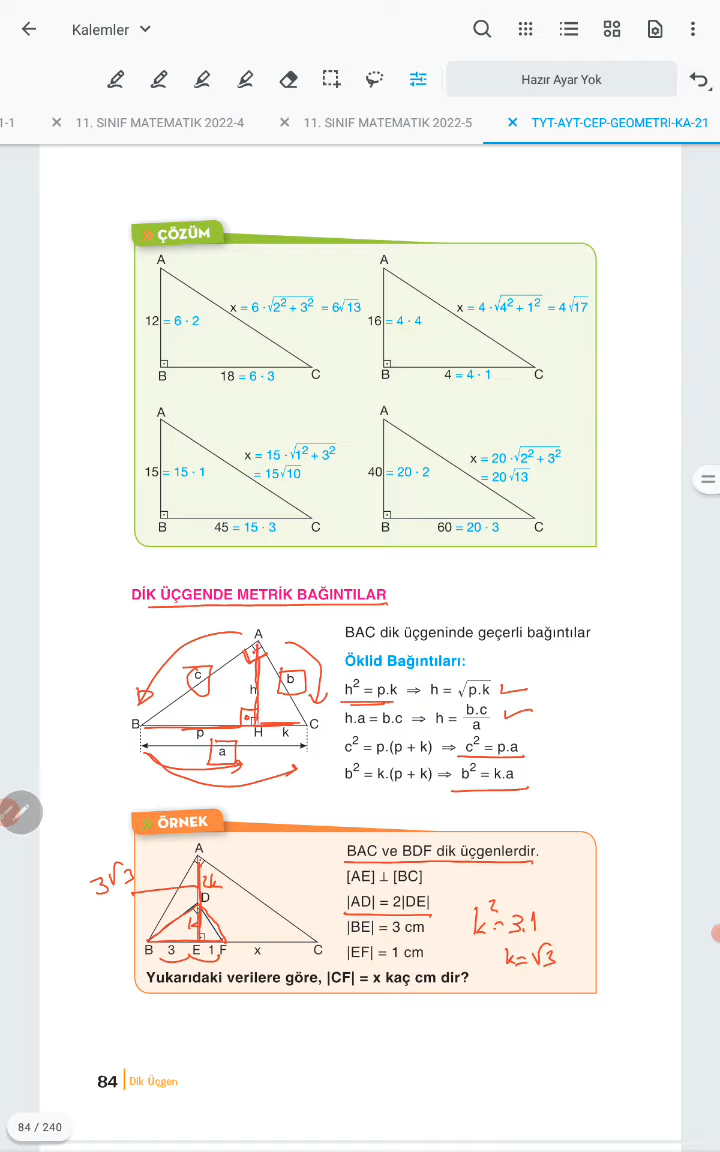 Kalemler
Hazır Ayar Yok
1-1
11. SINIF MATEMATIK 2022-4
11. SINIF MATEMATIK 2022-5
TYT-AYT-CEP-GEOMETRI-KA-21
ÇÖZÜM
A
x = 6 · √2² + 3² = 6√13
12 = 6 · 2
B
18 = 6 · 3
C
A
x = 4 · √4² + 1² = 4√17
16 = 4 · 4
B
4 = 4 · 1
C
A
x = 15 · √1² + 3²
15 = 15 · 1
= 15√10
B
45 = 15 · 3
C
A
x = 20 · √2² + 3²
40 = 20 · 2
= 20√13
B
60 = 20 · 3
C
DİK ÜÇGENDE METRİK BAĞINTILAR
A
c
b
h
B
p
H
k
C
a
BAC dik üçgeninde geçerli bağıntılar
Öklid Bağıntıları:
h² = p.k ⇒ h = √p.k
h.a = b.c ⇒ h = b.c/a
c² = p.(p + k) ⇒ c² = p.a
b² = k.(p + k) ⇒ b² = k.a
ÖRNEK
A
3√3
2k
D
k
B 3 E 1 F x C
BAC ve BDF dik üçgenlerdir.
[AE] ⊥ [BC]
|AD| = 2|DE|
|BE| = 3 cm
|EF| = 1 cm
k² = 3.1
k = √3
Yukarıdaki verilere göre, |CF| = x kaç cm dir?
84 Dik Üçgen
84 / 240